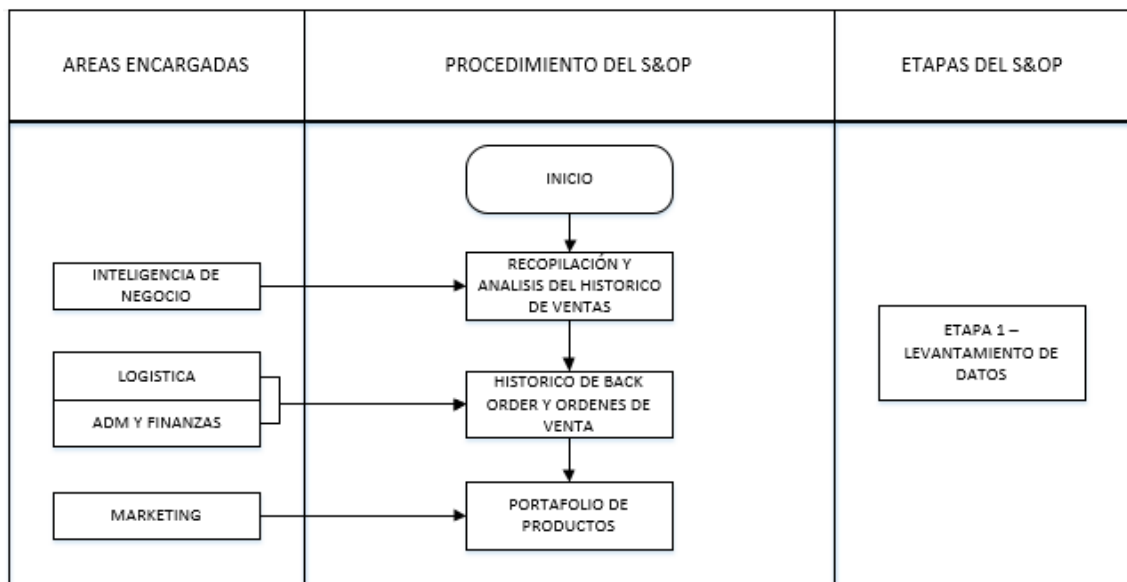 AREAS ENCARGADAS
PROCEDIMIENTO DEL S&OP
ETAPAS DEL S&OP
INICIO
INTELIGENCIA DE
NEGOCIO
RECOPILACIÓN Y
ANALISIS DEL HISTORICO
DE VENTAS
ETAPA 1 –
LEVANTAMIENTO DE
DATOS
LOGISTICA
ADM Y FINANZAS
HISTORICO DE BACK
ORDER Y ORDENES DE
VENTA
MARKETING
PORTAFOLIO DE
PRODUCTOS